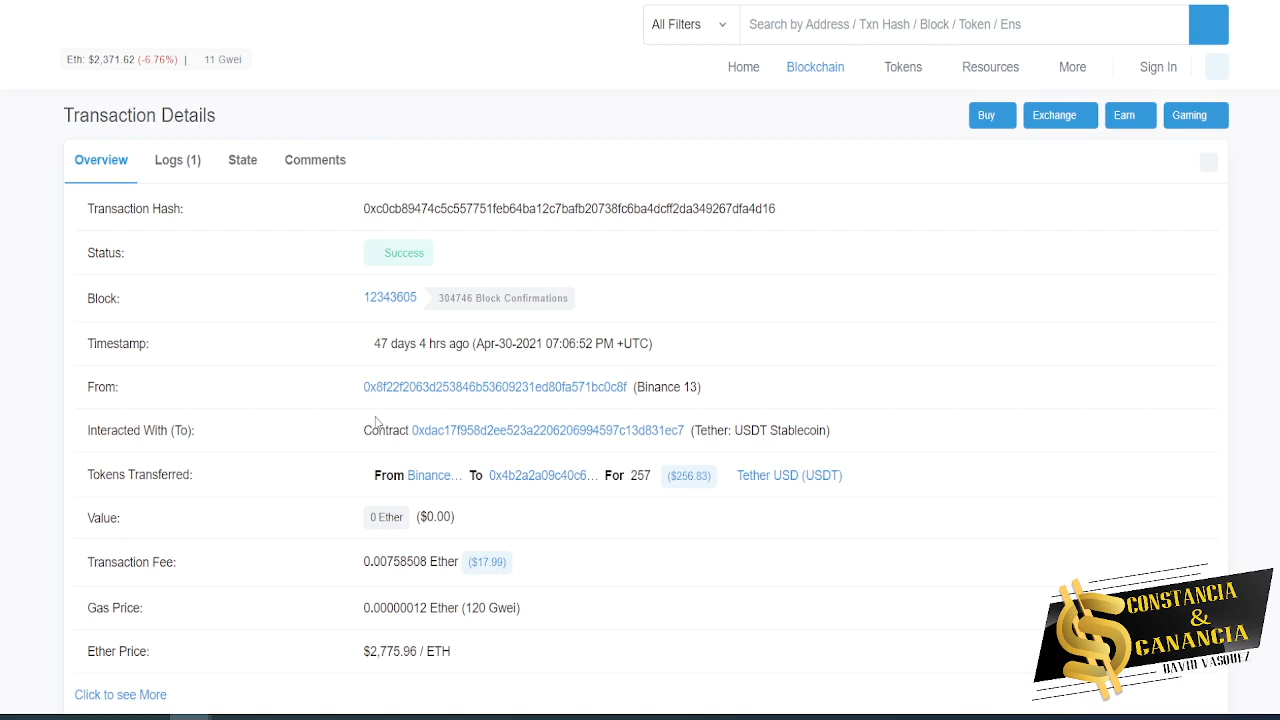 All Filters
Search by Address / Txn Hash / Block / Token / Ens
Eth: $2,371.62 (-6.76%) | 11 Gwei
Home Blockchain Tokens Resources More Sign In
Transaction Details
Buy Exchange Earn Gaming
Overview Logs (1) State Comments
Transaction Hash: 0xc0cb89474c5c557751feb64ba12c7bafb20738fc6ba4dcff2da349267dfa4d16
Status: Success
Block: 12343605 304746 Block Confirmations
Timestamp: 47 days 4 hrs ago (Apr-30-2021 07:06:52 PM +UTC)
From: 0x8f22f2063d253846b53609231ed80fa571bc0c8f (Binance 13)
Interacted With (To): Contract 0xdac17f958d2ee523a2206206994597c13d831ec7 (Tether: USDT Stablecoin)
Tokens Transferred: From Binance... To 0x4b2a2a09c40c6... For 257 ($256.83) Tether USD (USDT)
Value: 0 Ether ($0.00)
Transaction Fee: 0.00758508 Ether ($17.99)
Gas Price: 0.00000012 Ether (120 Gwei)
Ether Price: $2,775.96 / ETH
Click to see More
CONSTANCIA
&
GANANCIA
DAVID VASQUEZ